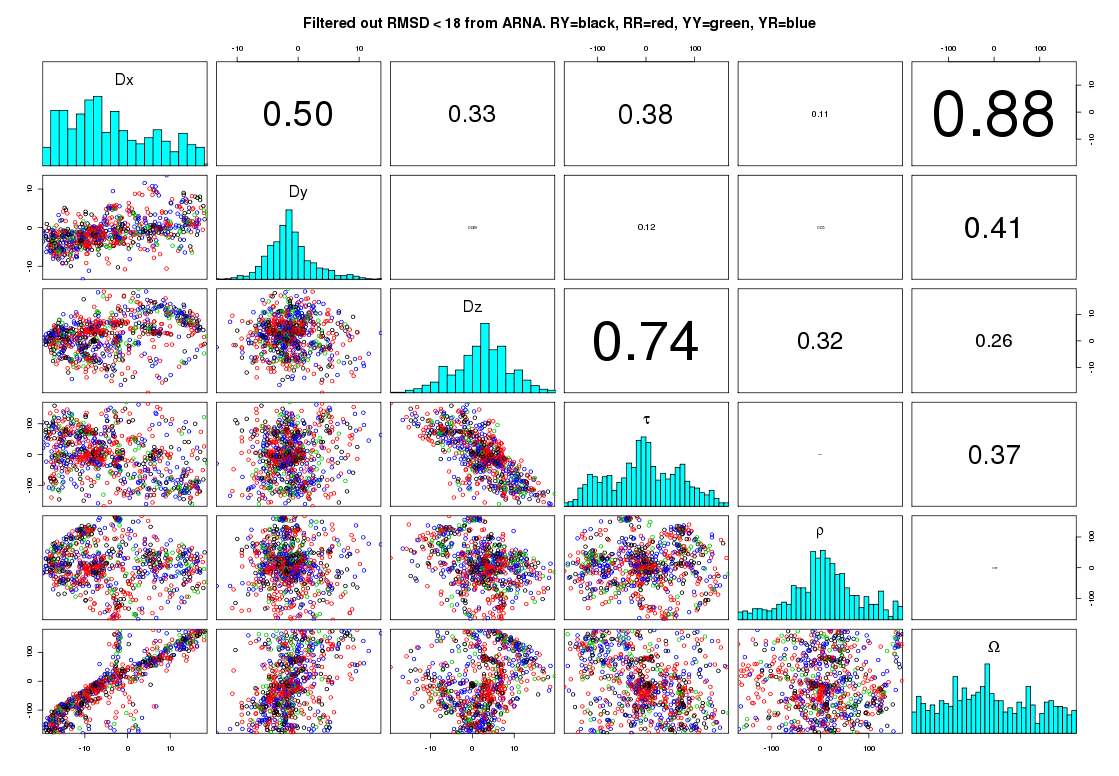 Filtered out RMSD < 18 from ARNA. RY=black, RR=red, YY=green, YR=blue
-10 0 10 -100 0 100 -100 0 100
Dx 0.50 0.33 0.38 0.11 0.88
-10 0 10
Dy 0.12 0.41
-10 0 10
Dz 0.74 0.32 0.26
-10 0 10
τ 0.37
-100 0 100
ρ
-100 0 100
Ω
-100 0 100
-10 0 10 -10 0 10 -100 0 100